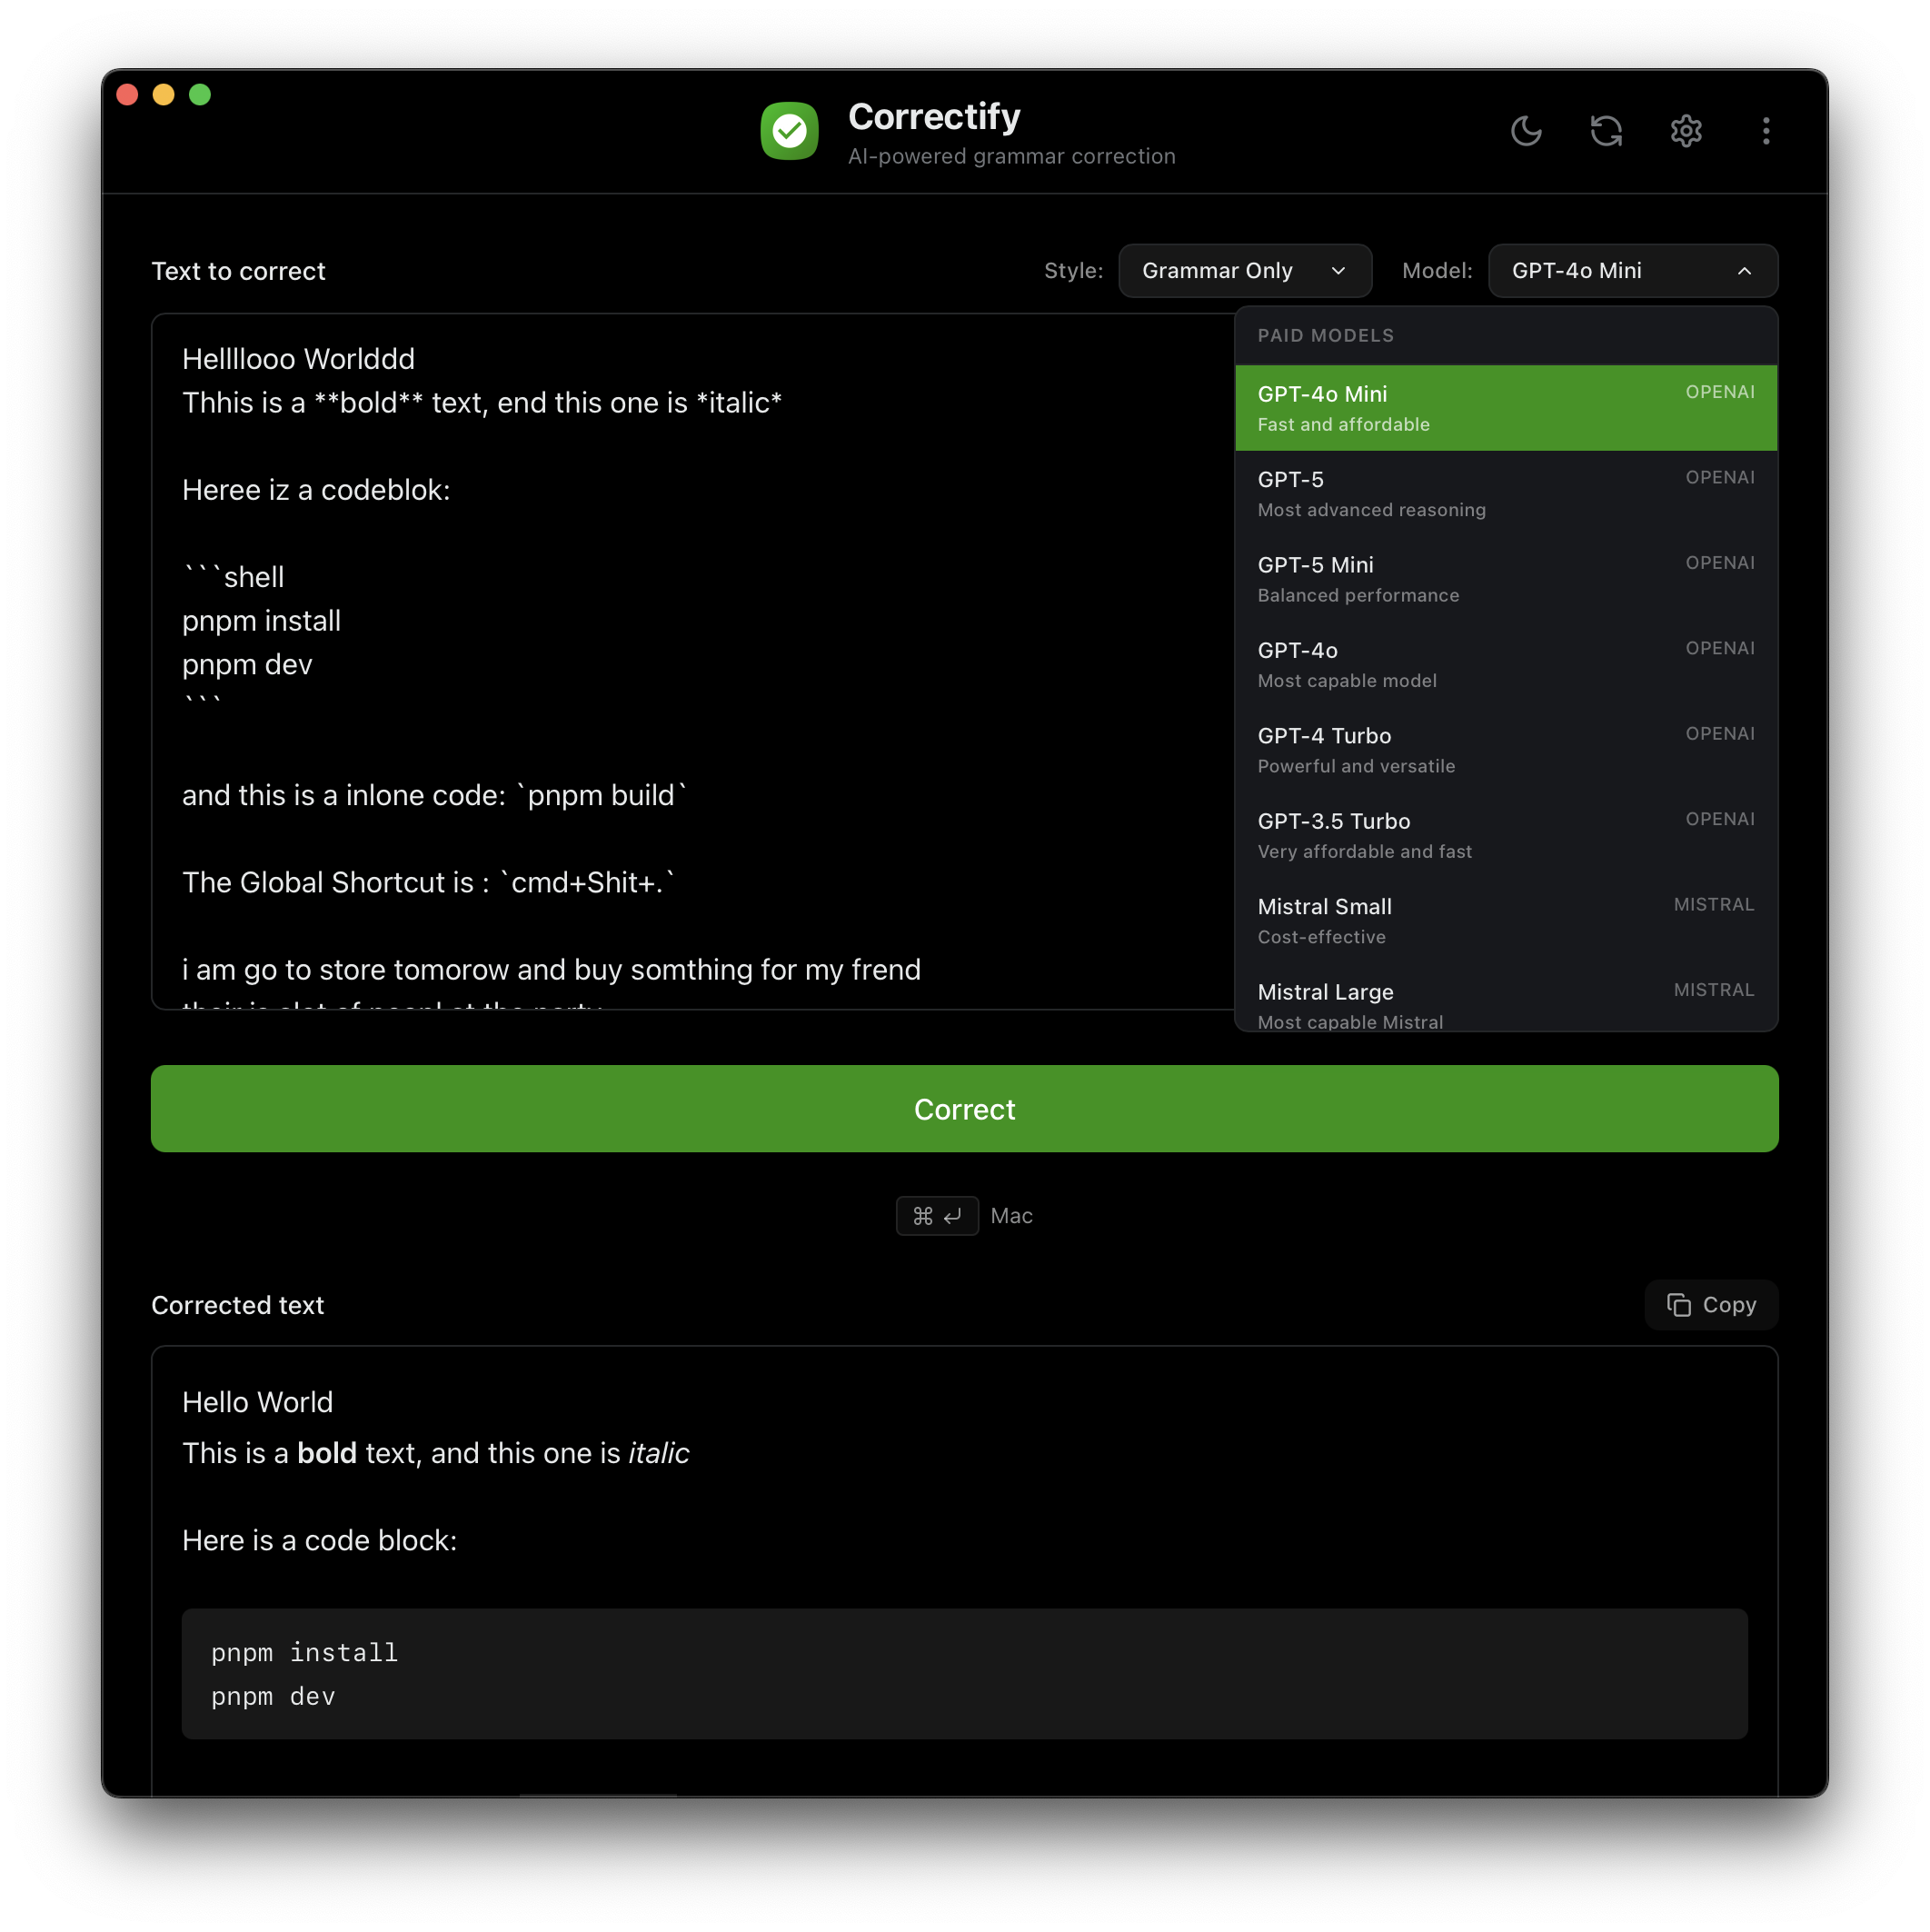 Correctify
AI-powered grammar correction
Text to correct
Style: Grammar Only Model: GPT-4o Mini
Helllloοo Worlddd
Thhis is a **bold** text, end this one is *italic*
Heree iz a codeblok:
```shell
pnpm install
pnpm dev
```
and this is a inlone code: `pnpm build`
The Global Shortcut is : `cmd+Shit+.`
i am go to store tomorow and buy somthing for my frend
PAID MODELS
GPT-4o Mini OPENAI
Fast and affordable
GPT-5 OPENAI
Most advanced reasoning
GPT-5 Mini OPENAI
Balanced performance
GPT-4o OPENAI
Most capable model
GPT-4 Turbo OPENAI
Powerful and versatile
GPT-3.5 Turbo OPENAI
Very affordable and fast
Mistral Small MISTRAL
Cost-effective
Mistral Large MISTRAL
Most capable Mistral
Correct
⌘ ↵ Mac
Corrected text
Copy
Hello World
This is a bold text, and this one is italic
Here is a code block:
pnpm install
pnpm dev